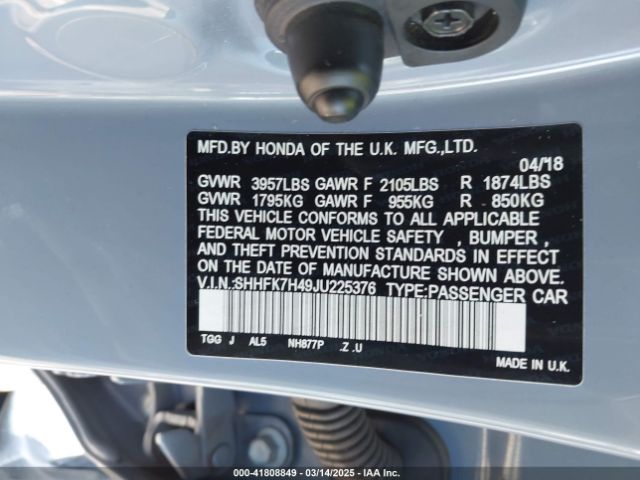 MFD.BY HONDA OF THE U.K. MFG.,LTD.
04/18
GVWR 3957LBS GAWR F 2105LBS R 1874LBS
GVWR 1795KG GAWR F 955KG R 850KG
THIS VEHICLE CONFORMS TO ALL APPLICABLE
FEDERAL MOTOR VEHICLE SAFETY , BUMPER ,
AND THEFT PREVENTION STANDARDS IN EFFECT
ON THE DATE OF MANUFACTURE SHOWN ABOVE.
V.I.N.:SHHFK7H49JU225376 TYPE:PASSENGER CAR
TGG J AL5 NH877P .Z .U
MADE IN U.K.
000-41808849 — 03/14/2025 — IAA Inc.